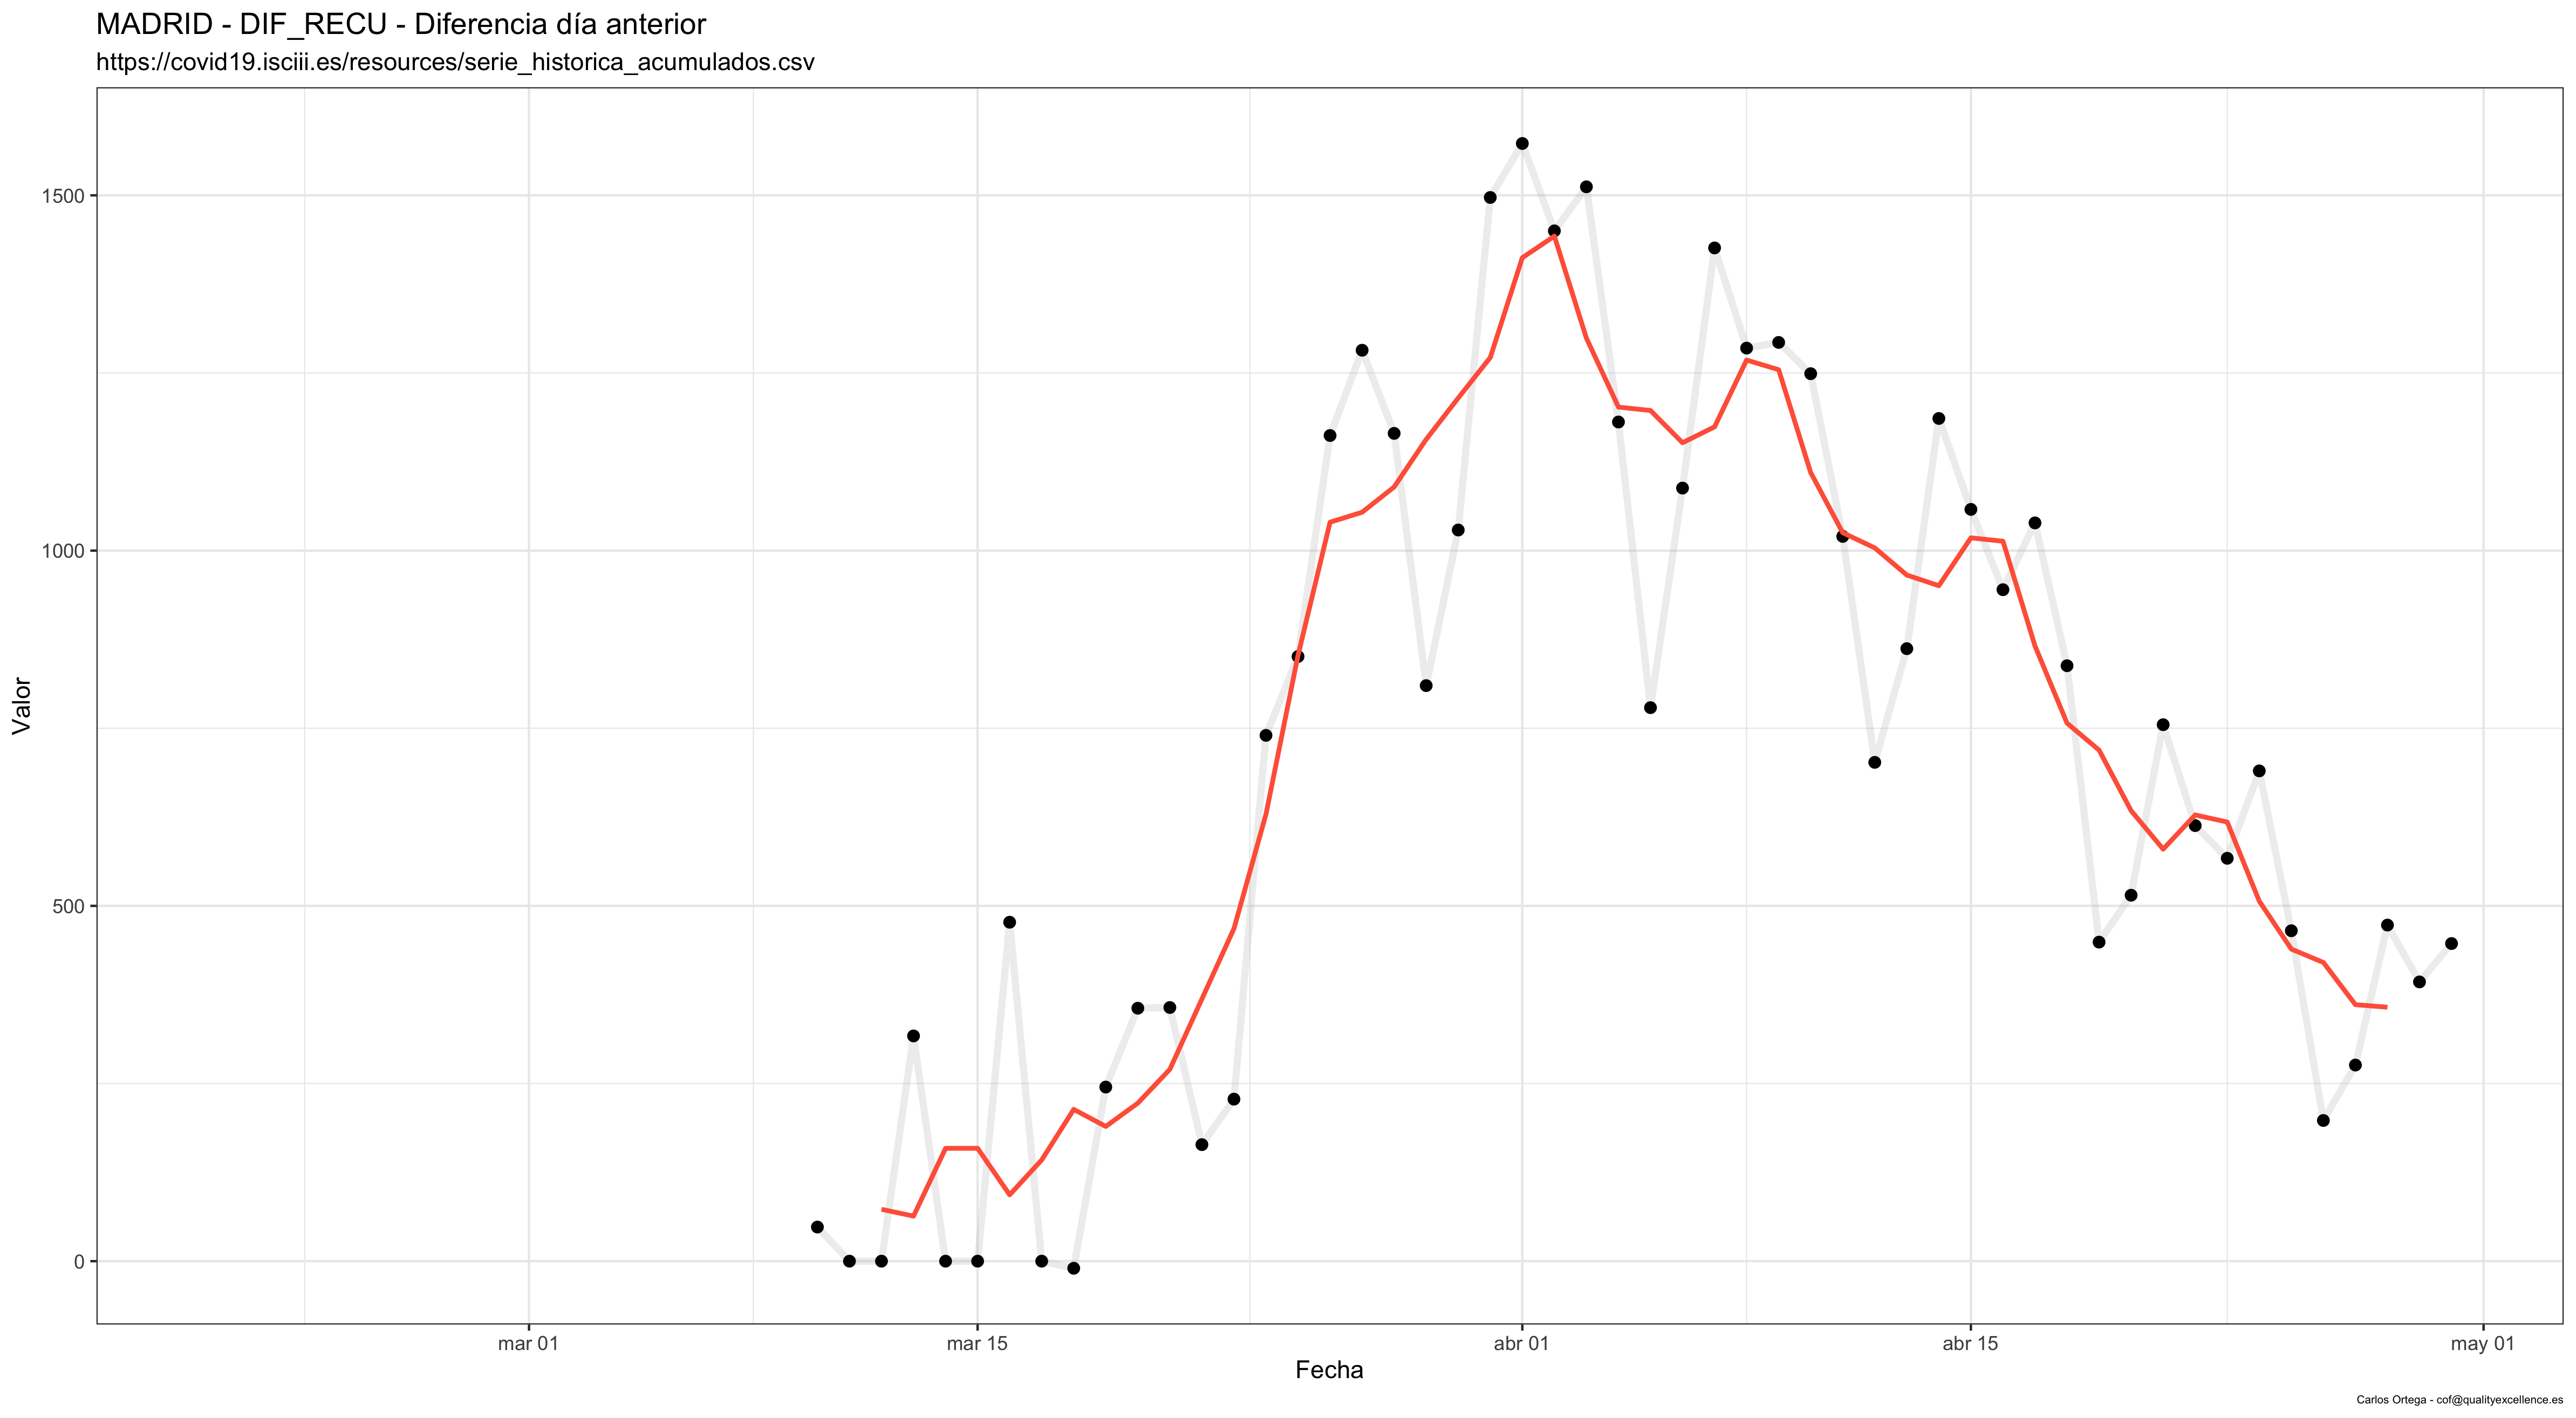 MADRID - DIF_RECU - Diferencia día anterior
https://covid19.isciii.es/resources/serie_historica_acumulados.csv
Valor
1500
1000
500
0
mar 01
mar 15
abr 01
abr 15
may 01
Fecha
Carlos Ortega - cof@qualityexcellence.es